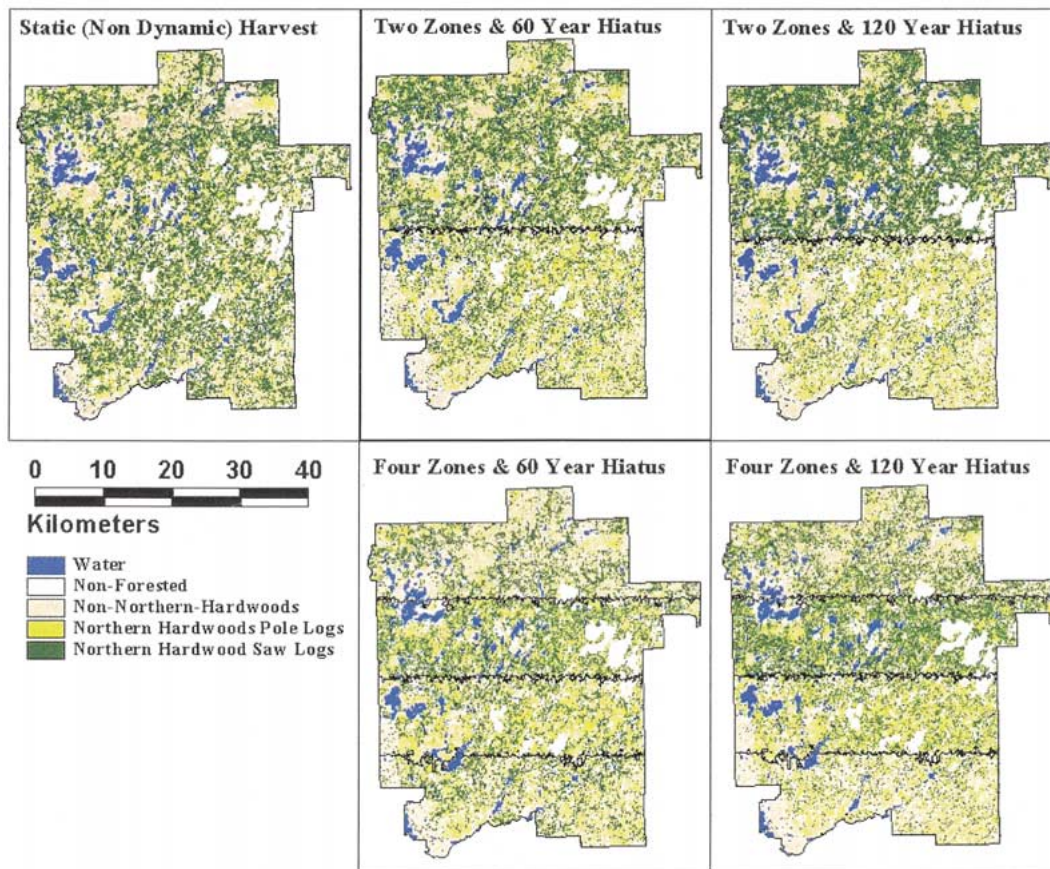 Static (Non Dynamic) Harvest
Two Zones & 60 Year Hiatus
Two Zones & 120 Year Hiatus
0 10 20 30 40
Kilometers
Water
Non-Forested
Non-Northern-Hardwoods
Northern Hardwoods Pole Logs
Northern Hardwood Saw Logs
Four Zones & 60 Year Hiatus
Four Zones & 120 Year Hiatus